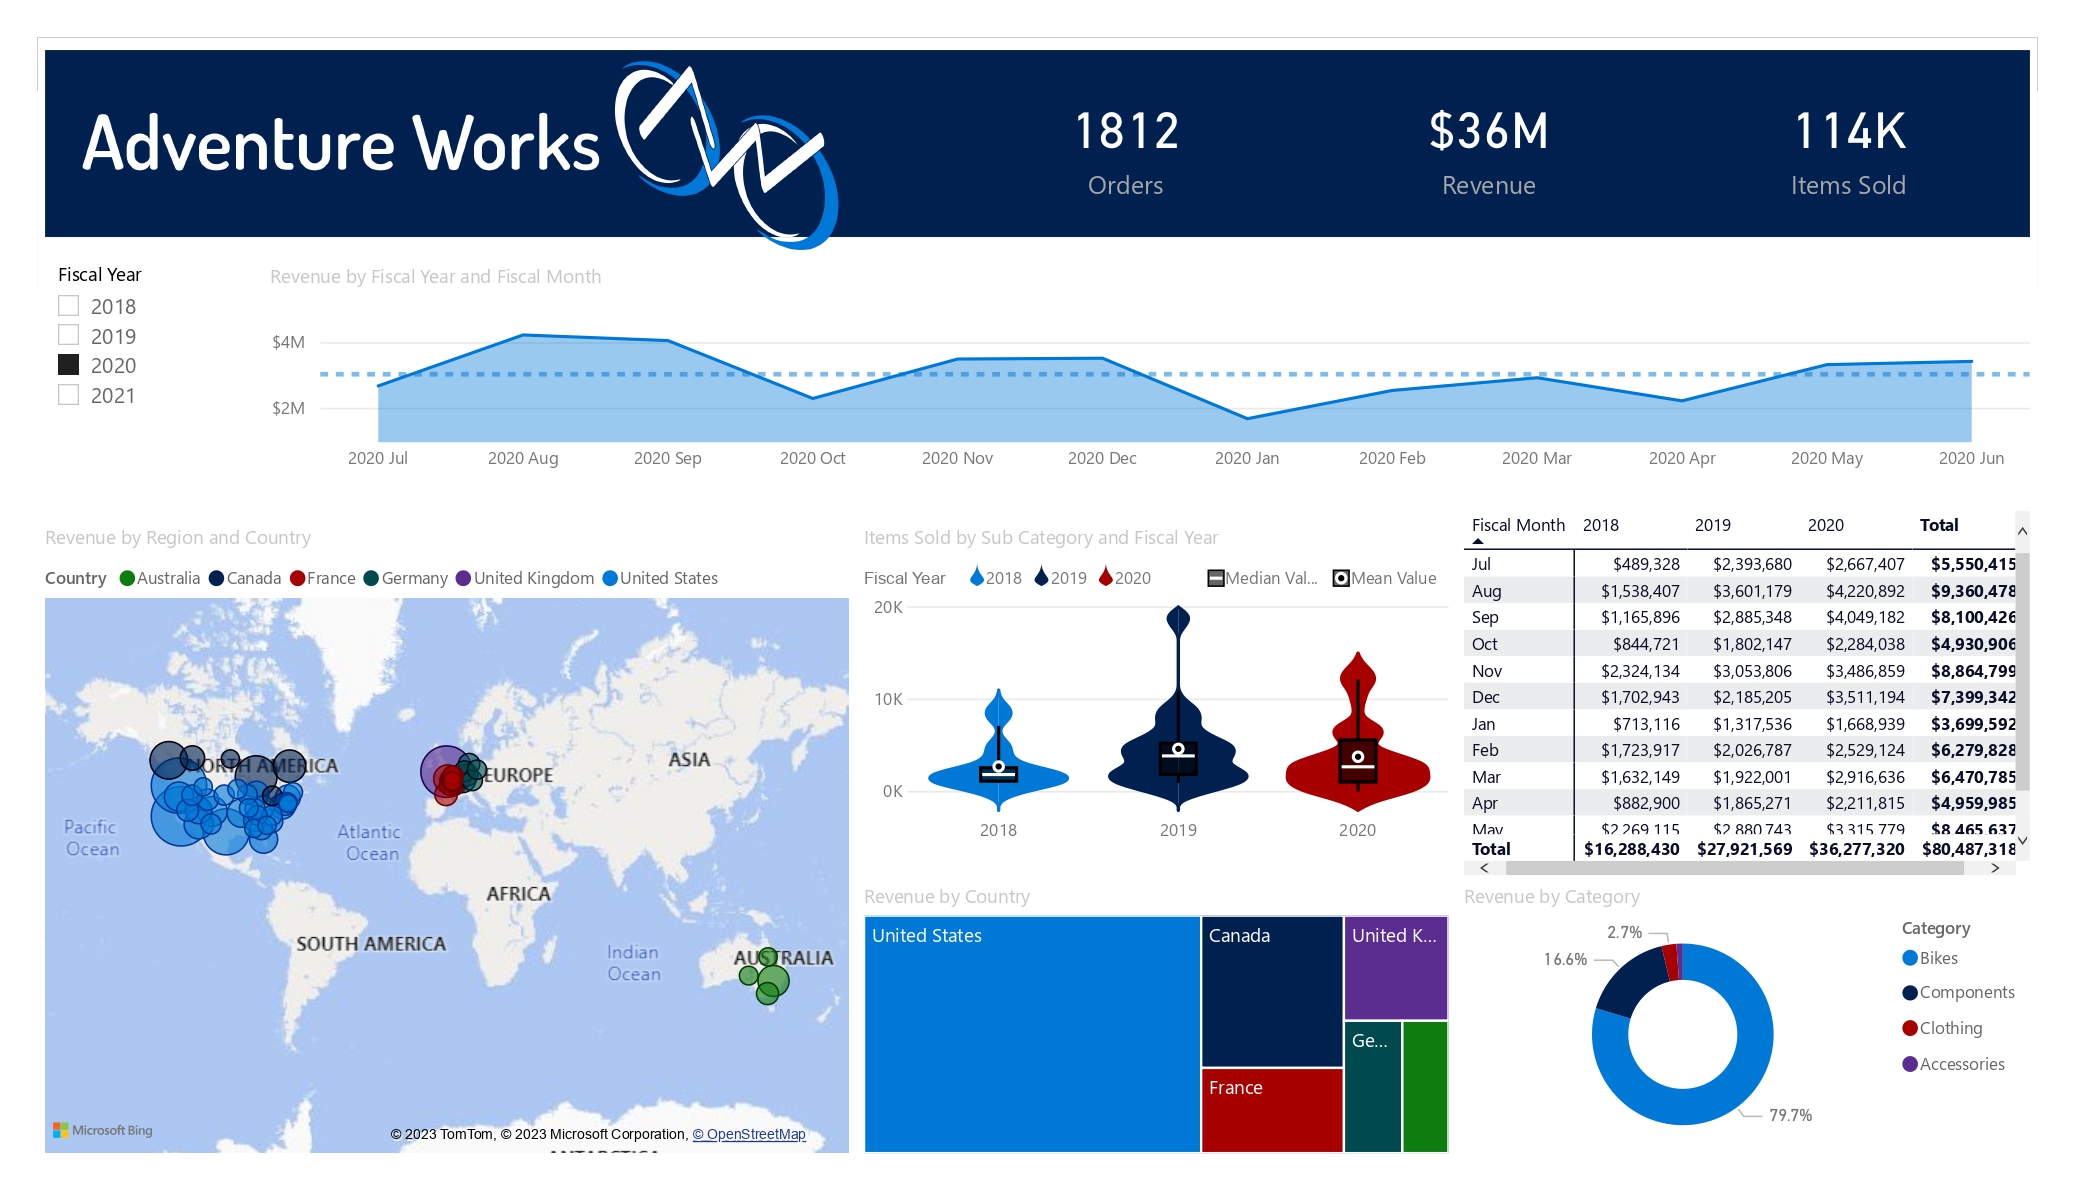 Adventure Works
1812
Orders
$36M
Revenue
114K
Items Sold
Fiscal Year
2018
2019
2020
2021
Revenue by Fiscal Year and Fiscal Month
$4M
$2M
2020 Jul 2020 Aug 2020 Sep 2020 Oct 2020 Nov 2020 Dec 2020 Jan 2020 Feb 2020 Mar 2020 Apr 2020 May 2020 Jun
Revenue by Region and Country
Country Australia Canada France Germany United Kingdom United States
NORTH AMERICA
EUROPE
ASIA
Pacific
Ocean
Atlantic
Ocean
AFRICA
SOUTH AMERICA
Indian
Ocean
AUSTRALIA
Microsoft Bing
© 2023 TomTom, © 2023 Microsoft Corporation, © OpenStreetMap
ANTARCTICA
Items Sold by Sub Category and Fiscal Year
Fiscal Year 2018 2019 2020 Median Val... Mean Value
20K
10K
0K
2018 2019 2020
Fiscal Month 2018 2019 2020 Total
Jul $489,328 $2,393,680 $2,667,407 $5,550,415
Aug $1,538,407 $3,601,179 $4,220,892 $9,360,478
Sep $1,165,896 $2,885,348 $4,049,182 $8,100,426
Oct $844,721 $1,802,147 $2,284,038 $4,930,906
Nov $2,324,134 $3,053,806 $3,486,859 $8,864,799
Dec $1,702,943 $2,185,205 $3,511,194 $7,399,342
Jan $713,116 $1,317,536 $1,668,939 $3,699,592
Feb $1,723,917 $2,026,787 $2,529,124 $6,279,828
Mar $1,632,149 $1,922,001 $2,916,636 $6,470,785
Apr $882,900 $1,865,271 $2,211,815 $4,959,985
May $2,269,115 $2,880,743 $3,315,779 $8,465,637
Total $16,288,430 $27,921,569 $36,277,320 $80,487,318
Revenue by Country
United States
Canada
United K...
France
Ge...
Revenue by Category
2.7%
16.6%
79.7%
Category
Bikes
Components
Clothing
Accessories